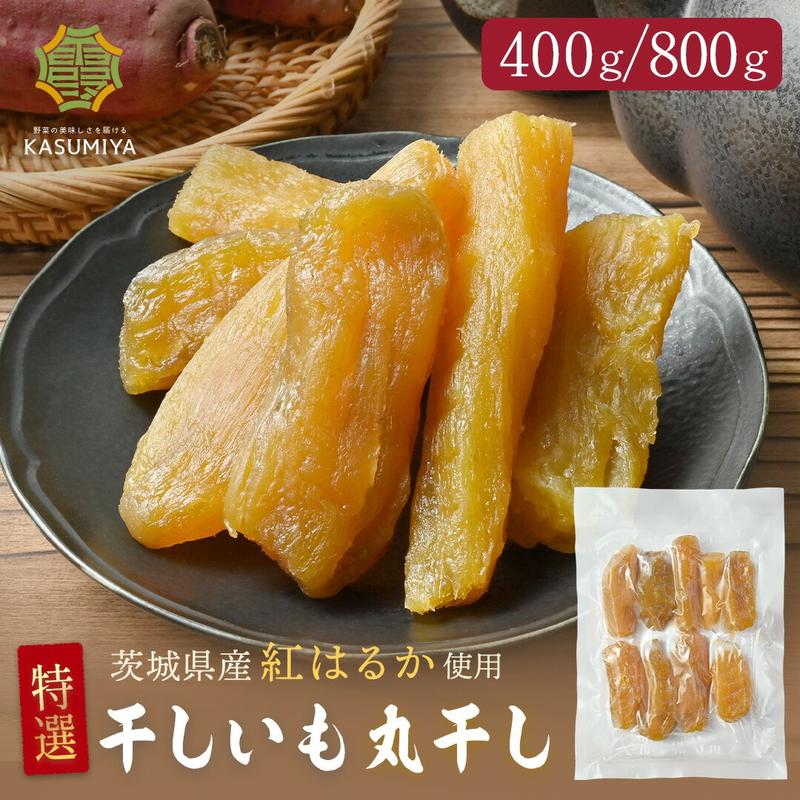 霞
野菜の美味しさを届ける
KASUMIYA
400g/800g
特選
茨城県産 紅はるか 使用
干しいも 丸干し